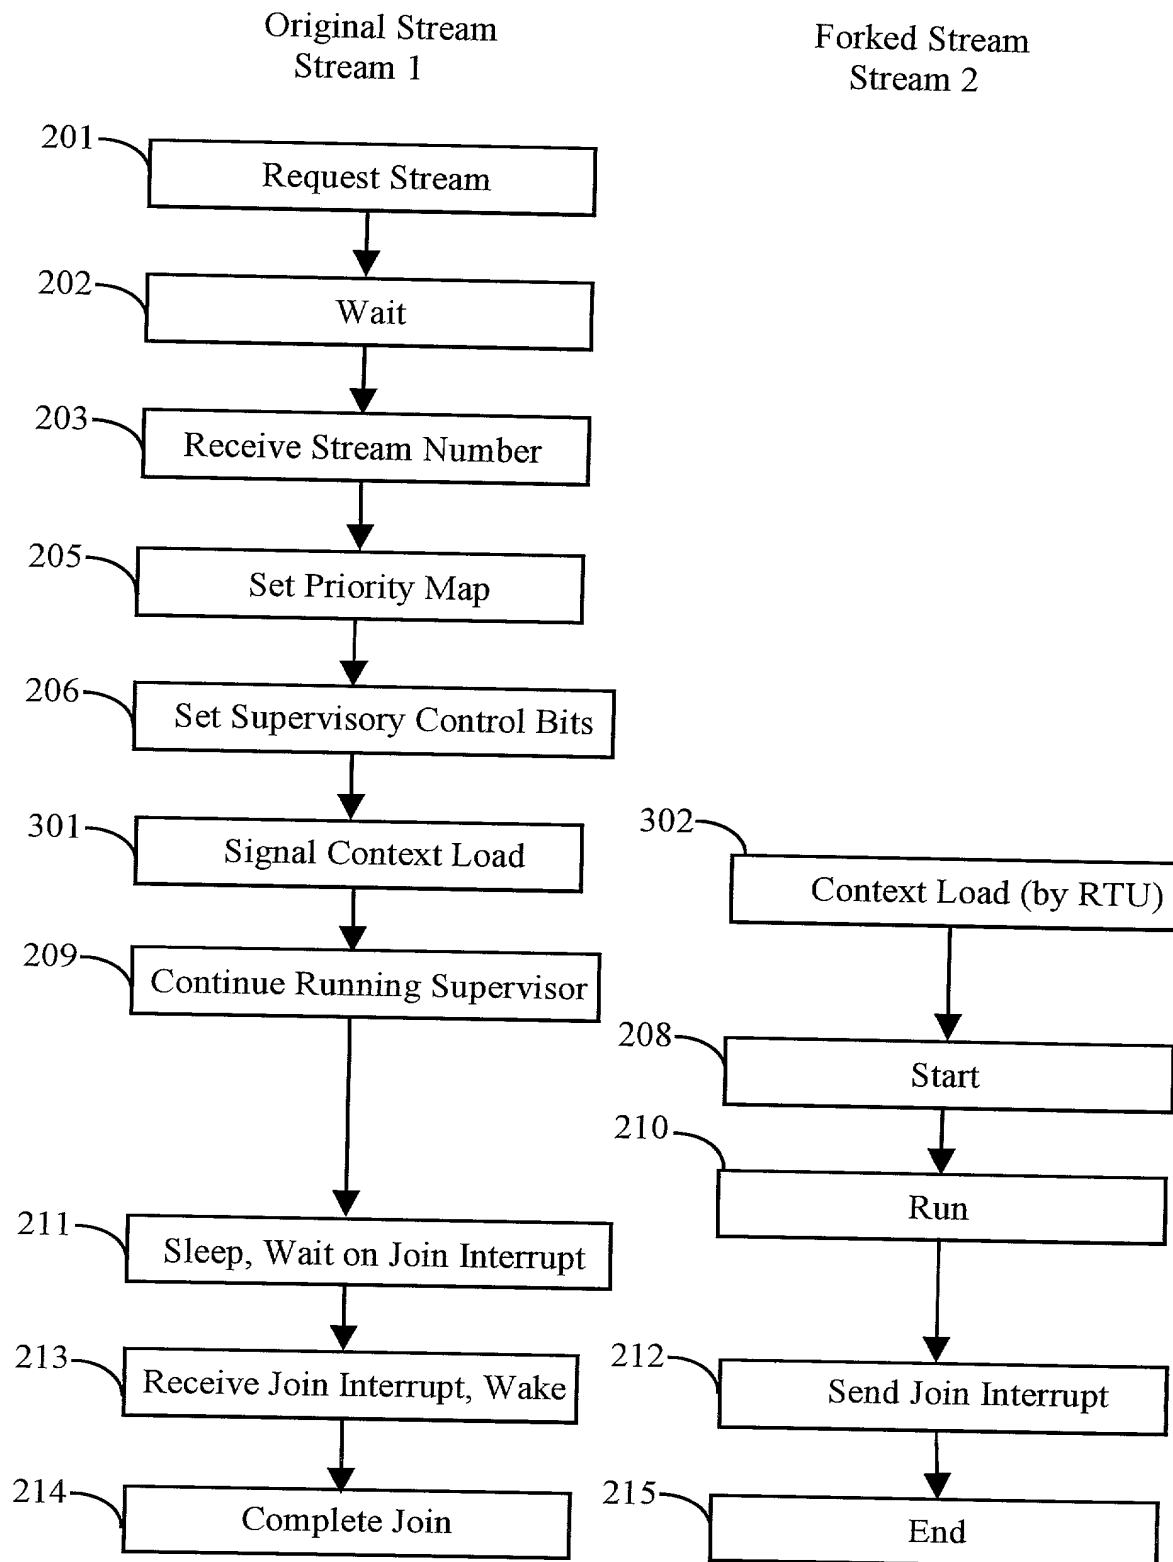 Original Stream
Stream 1
Forked Stream
Stream 2
201
Request Stream
202
Wait
203
Receive Stream Number
205
Set Priority Map
206
Set Supervisory Control Bits
301
Signal Context Load
302
Context Load (by RTU)
209
Continue Running Supervisor
208
Start
210
Run
211
Sleep, Wait on Join Interrupt
213
Receive Join Interrupt, Wake
212
Send Join Interrupt
214
Complete Join
215
End